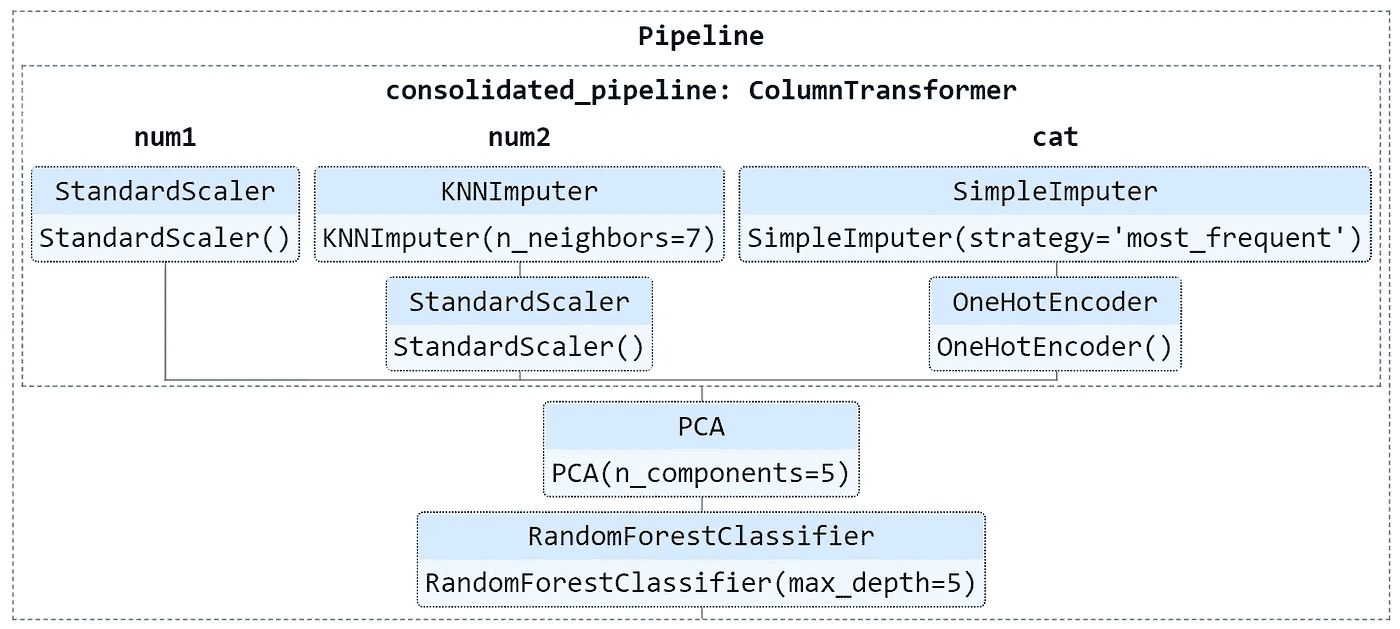 Pipeline
consolidated_pipeline: ColumnTransformer
num1
num2
cat
StandardScaler
StandardScaler()
KNNImputer
KNNImputer(n_neighbors=7)
SimpleImputer
SimpleImputer(strategy='most_frequent')
StandardScaler
StandardScaler()
OneHotEncoder
OneHotEncoder()
PCA
PCA(n_components=5)
RandomForestClassifier
RandomForestClassifier(max_depth=5)